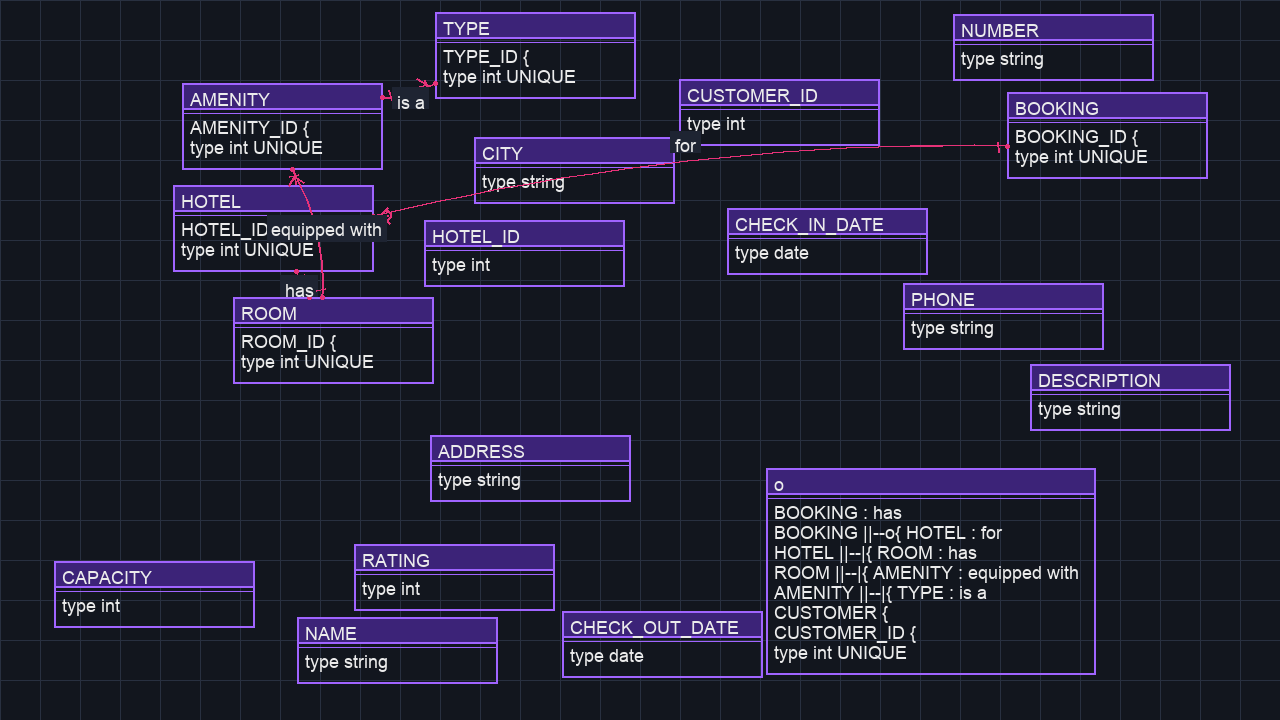 TYPE
TYPE_ID {
type int UNIQUE
NUMBER
type string
AMENITY
AMENITY_ID {
type int UNIQUE
is a
CUSTOMER_ID
type int
BOOKING
BOOKING_ID {
type int UNIQUE
for
CITY
type string
HOTEL
HOTEL_ID
type int UNIQUE
equipped with
HOTEL_ID
type int
CHECK_IN_DATE
type date
has
ROOM
ROOM_ID {
type int UNIQUE
PHONE
type string
DESCRIPTION
type string
ADDRESS
type string
o
BOOKING : has
BOOKING ||--o{ HOTEL : for
HOTEL ||--|{ ROOM : has
ROOM ||--|{ AMENITY : equipped with
AMENITY ||--|{ TYPE : is a
CUSTOMER {
CUSTOMER_ID {
type int UNIQUE
RATING
type int
CAPACITY
type int
NAME
type string
CHECK_OUT_DATE
type date